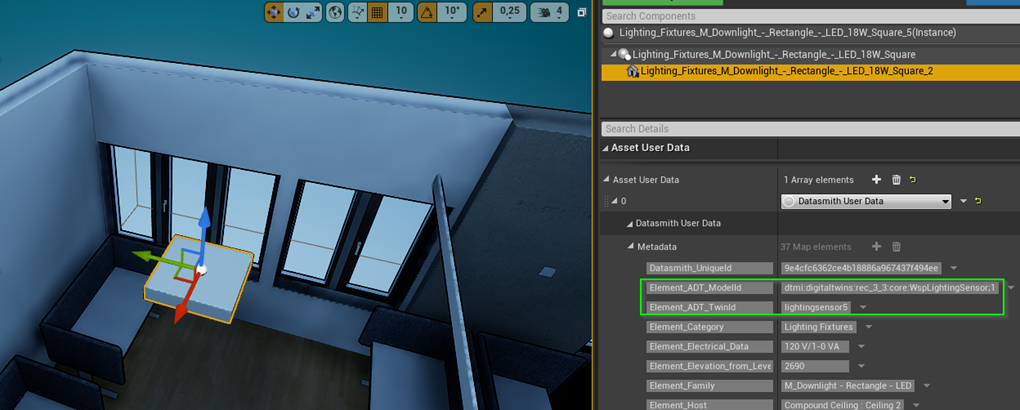 10
10°
0,25
4
Search Components
Lighting_Fixtures_M_Downlight_-_Rectangle_-_LED_18W_Square_5(Instance)
Lighting_Fixtures_M_Downlight_-_Rectangle_-_LED_18W_Square
Lighting_Fixtures_M_Downlight_-_Rectangle_-_LED_18W_Square_2
Search Details
Asset User Data
Asset User Data 1 Array elements
0 Datasmith User Data
Datasmith User Data
Metadata 37 Map elements
Datasmith_UniqueId 9e4cfc6362ce4b18886a967437f494ee
Element_ADT_ModelId dtmi:digitaltwins:rec_3_3:core:WspLightingSensor;1
Element_ADT_TwinId lightingsensor5
Element_Category Lighting Fixtures
Element_Electrical_Data 120 V/1-0 VA
Element_Elevation_from_Leve 2690
Element_Family M_Downlight - Rectangle - LED
Element_Host Compound Ceiling : Ceiling 2